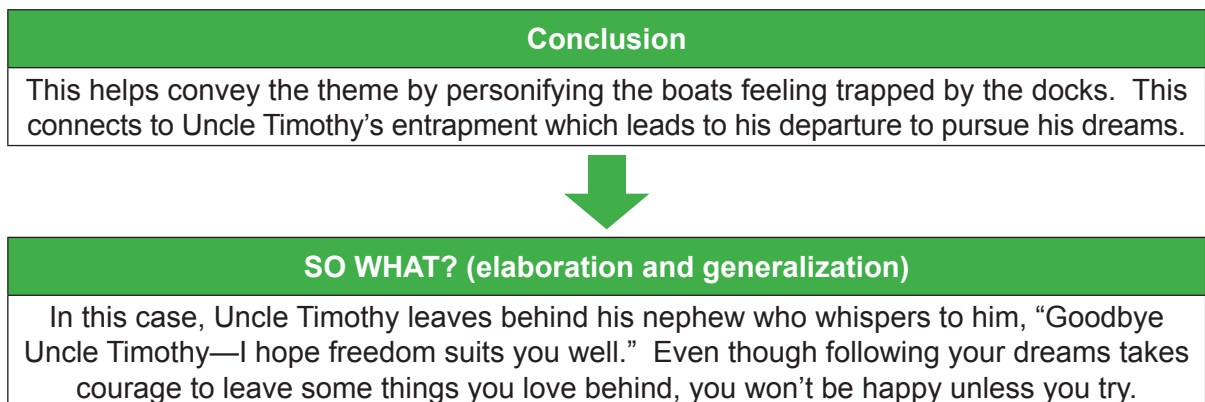 Conclusion
This helps convey the theme by personifying the boats feeling trapped by the docks.  This
connects to Uncle Timothy’s entrapment which leads to his departure to pursue his dreams.
SO WHAT? (elaboration and generalization)
In this case, Uncle Timothy leaves behind his nephew who whispers to him, “Goodbye
Uncle Timothy—I hope freedom suits you well.”  Even though following your dreams takes
courage to leave some things you love behind, you won’t be happy unless you try.